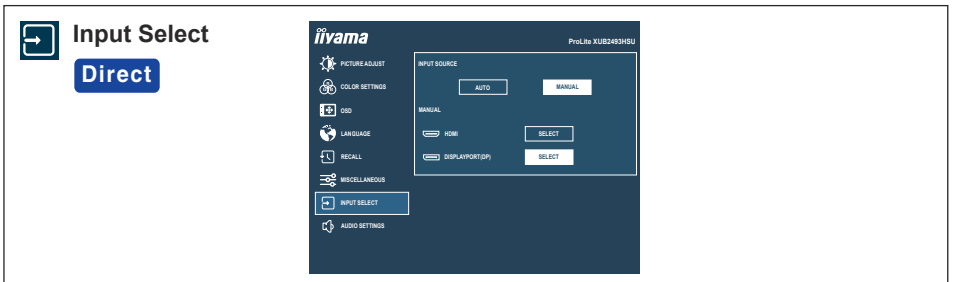 Input Select
Direct
iiyama
ProLite XUB2493HSU
PICTURE ADJUST
COLOR SETTINGS
OSD
LANGUAGE
RECALL
MISCELLANEOUS
INPUT SELECT
AUDIO SETTINGS
INPUT SOURCE
AUTO MANUAL
MANUAL
HDMI SELECT
DISPLAYPORT(DP) SELECT